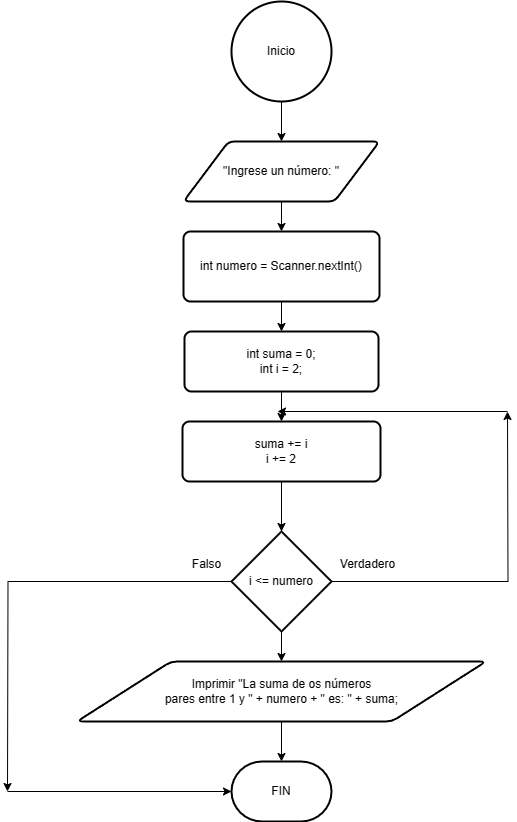 Inicio
"Ingrese un número: "
int numero = Scanner.nextInt()
int suma = 0;
int i = 2;
suma += i
i += 2
Falso
Verdadero
i <= numero
Imprimir "La suma de os números
pares entre 1 y " + numero + " es: " + suma;
FIN